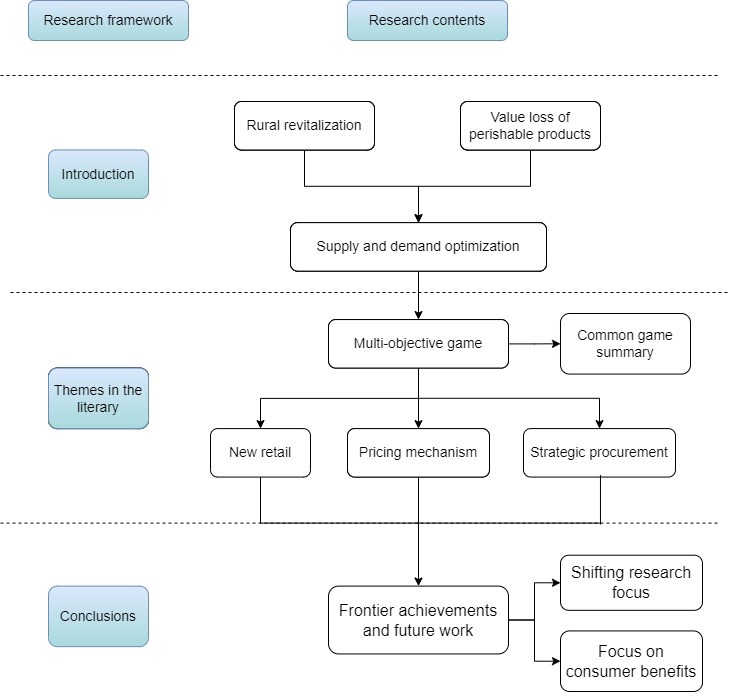 Research framework
Research contents
Rural revitalization
Value loss of
perishable products
Introduction
Supply and demand optimization
Multi-objective game
Common game
summary
Themes in the
literary
New retail
Pricing mechanism
Strategic procurement
Conclusions
Frontier achievements
and future work
Shifting research
focus
Focus on
consumer benefits